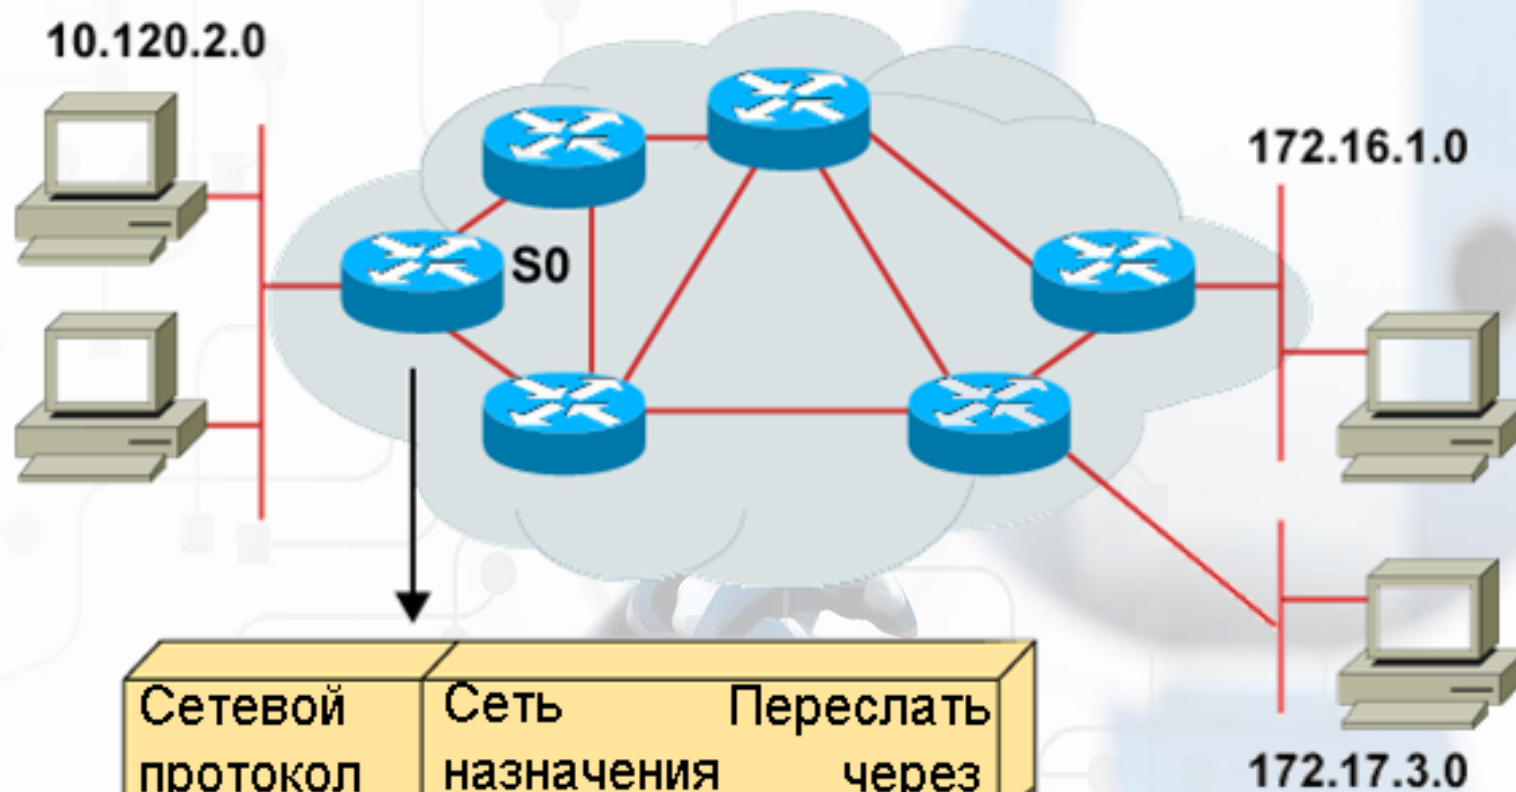 10.120.2.0
172.16.1.0
S0
Сетевой
протокол
Сеть
назначения
Переслать
через
172.17.3.0